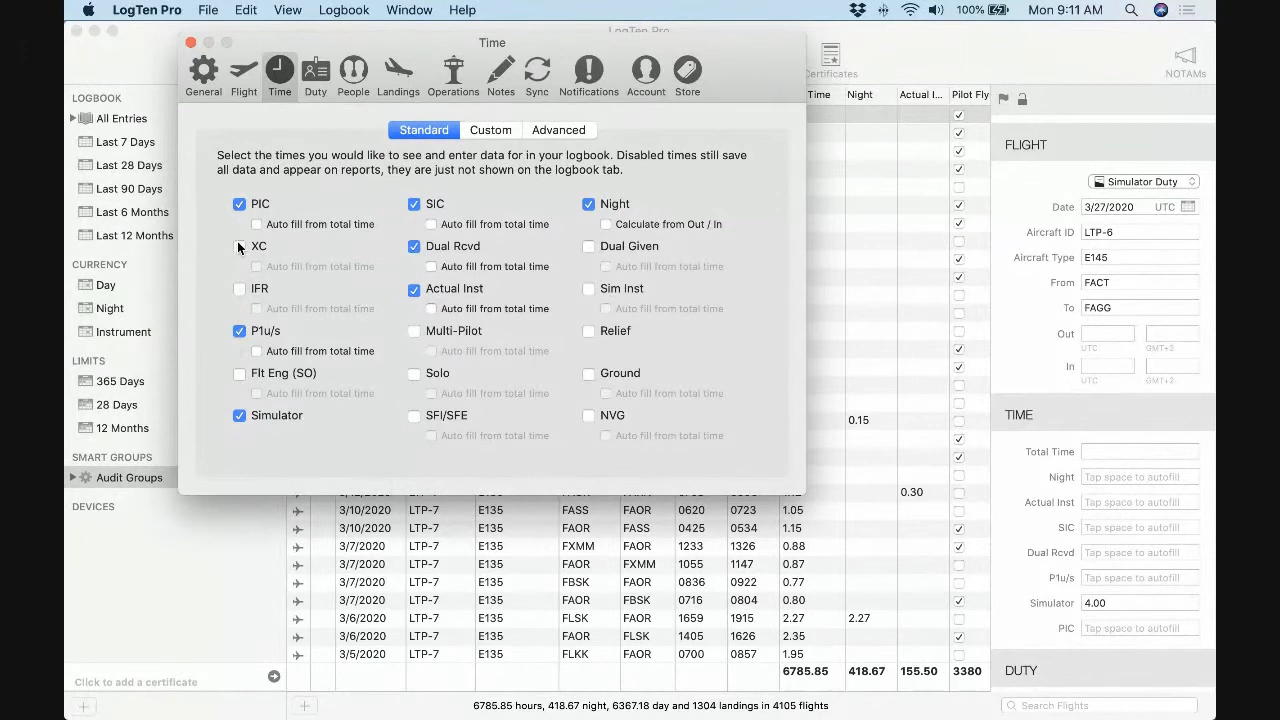 LogTen Pro File Edit View Logbook Window Help 100% Mon 9:11 AM
LogTen Pro
Time
General Flight Time Duty People Landings Operations Notes Sync Notifications Account Store
Certificates NOTAMs
LOGBOOK
All Entries
Last 7 Days
Last 28 Days
Last 90 Days
Last 6 Months
Last 12 Months
CURRENCY
Day
Night
Instrument
LIMITS
365 Days
28 Days
12 Months
SMART GROUPS
Audit Groups
DEVICES
Click to add a certificate
Standard Custom Advanced
Select the times you would like to see and enter data for in your logbook. Disabled times still save
all data and appear on reports, they are just not shown on the logbook tab.
PIC SIC Night
Auto fill from total time Auto fill from total time Calculate from Out / In
XC Dual Rcvd Dual Given
Auto fill from total time Auto fill from total time Auto fill from total time
IFR Actual Inst Sim Inst
Auto fill from total time Auto fill from total time Auto fill from total time
P1u/s Multi-Pilot Relief
Auto fill from total time Auto fill from total time Auto fill from total time
Flt Eng (SO) Solo Ground
Auto fill from total time Auto fill from total time Auto fill from total time
Simulator SFI/SFE NVG
Auto fill from total time Auto fill from total time
Time Night Actual I... Pilot Fly
0.15
0.30
3/10/2020 LTP-7 E135 FASS FAOR 0620 0723 1.05
3/10/2020 LTP-7 E135 FAOR FASS 0425 0534 1.15
3/7/2020 LTP-7 E135 FXMM FAOR 1233 1326 0.88
3/7/2020 LTP-7 E135 FAOR FXMM 1055 1147 0.87
3/7/2020 LTP-7 E135 FBSK FAOR 0836 0922 0.77
3/7/2020 LTP-7 E135 FAOR FBSK 0716 0804 0.80
3/6/2020 LTP-7 E135 FLSK FAOR 1659 1915 2.27 2.27
3/6/2020 LTP-7 E135 FAOR FLSK 1405 1626 2.35
3/5/2020 LTP-7 E135 FLKK FAOR 0700 0857 1.95
6785.85 418.67 155.50 3380
6785.85 hours, 418.67 night, 6367.18 day and 1304 landings in 4105 flights
FLIGHT
Simulator Duty
Date 3/27/2020 UTC
Aircraft ID LTP-6
Aircraft Type E145
From FACT
To FAGG
Out
UTC GMT+2
In
UTC GMT+2
TIME
Total Time
Night Tap space to autofill
Actual Inst Tap space to autofill
SIC Tap space to autofill
Dual Rcvd Tap space to autofill
P1u/s Tap space to autofill
Simulator 4.00
PIC Tap space to autofill
DUTY
Search Flights